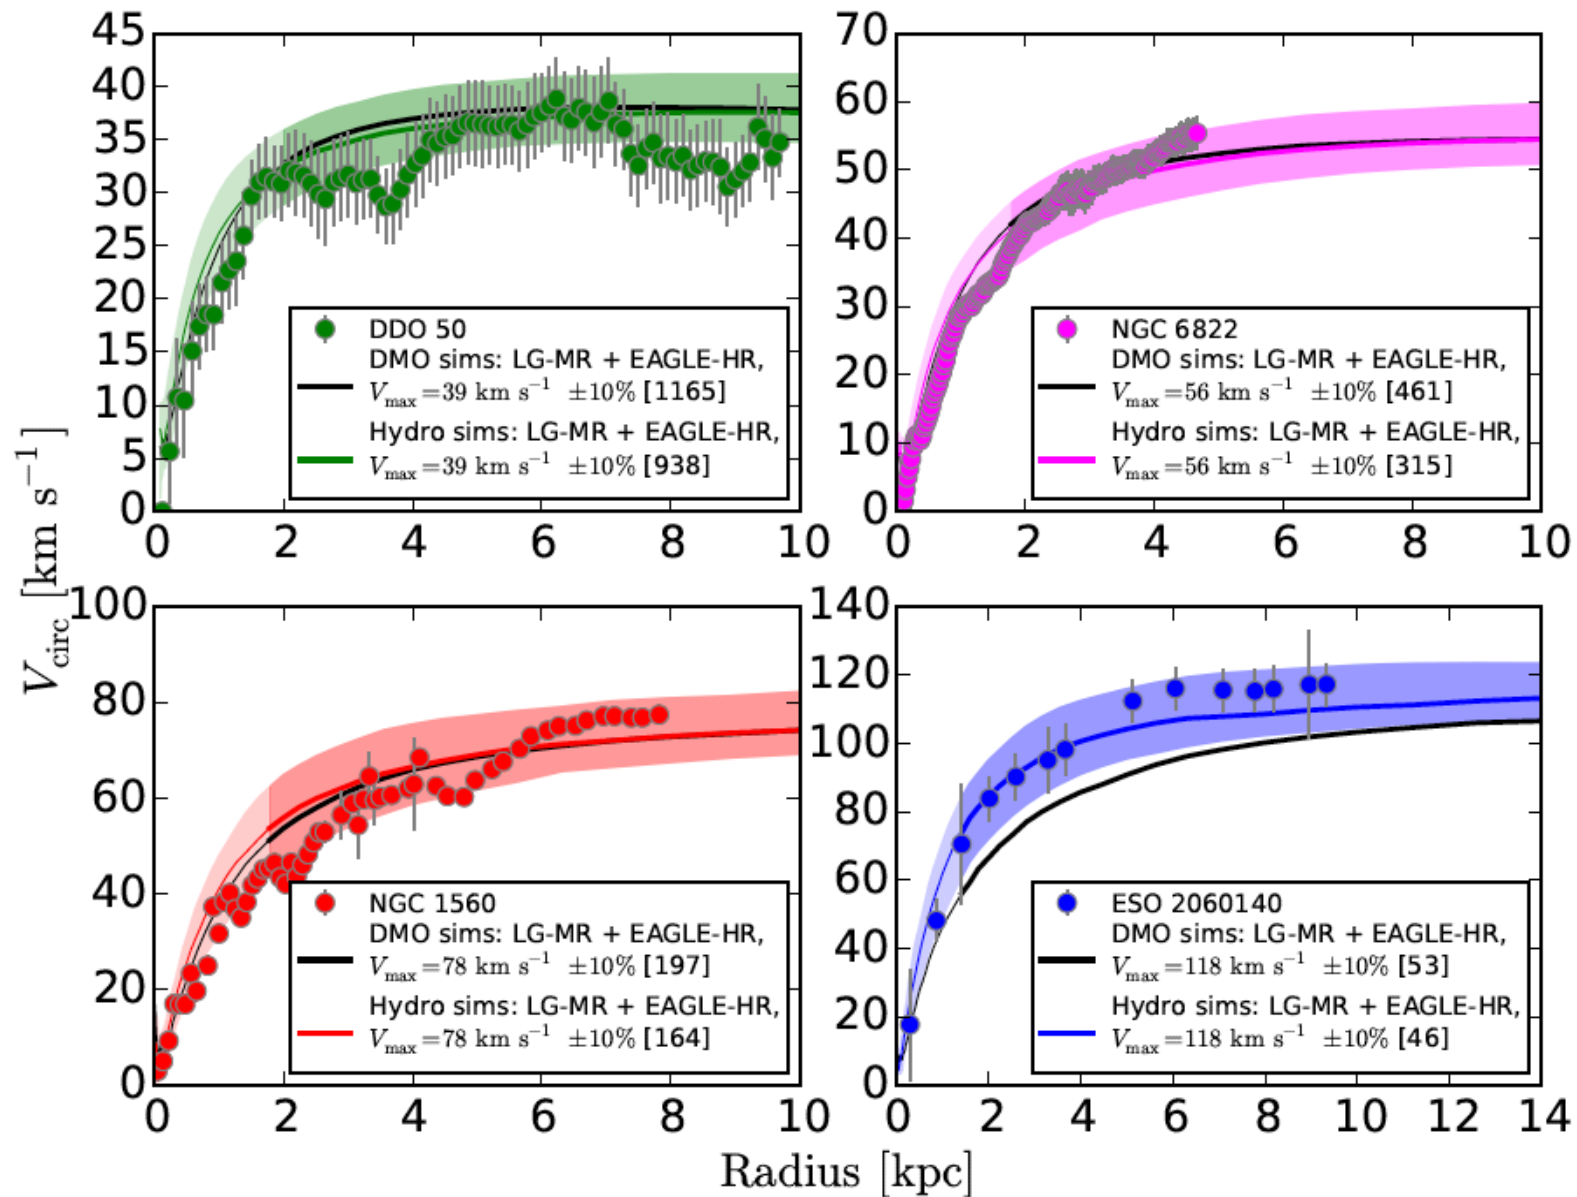 45
40
35
30
25
20
15
10
5
0
0 2 4 6 8 10
DDO 50
DMO sims: LG-MR + EAGLE-HR,
V_max=39 km s⁻¹ ±10% [1165]
Hydro sims: LG-MR + EAGLE-HR,
V_max=39 km s⁻¹ ±10% [938]
70
60
50
40
30
20
10
0
0 2 4 6 8 10
NGC 6822
DMO sims: LG-MR + EAGLE-HR,
V_max=56 km s⁻¹ ±10% [461]
Hydro sims: LG-MR + EAGLE-HR,
V_max=56 km s⁻¹ ±10% [315]
V_circ [km s⁻¹]
100
80
60
40
20
0
0 2 4 6 8 10
NGC 1560
DMO sims: LG-MR + EAGLE-HR,
V_max=78 km s⁻¹ ±10% [197]
Hydro sims: LG-MR + EAGLE-HR,
V_max=78 km s⁻¹ ±10% [164]
140
120
100
80
60
40
20
0
0 2 4 6 8 10 12 14
ESO 2060140
DMO sims: LG-MR + EAGLE-HR,
V_max=118 km s⁻¹ ±10% [53]
Hydro sims: LG-MR + EAGLE-HR,
V_max=118 km s⁻¹ ±10% [46]
Radius [kpc]